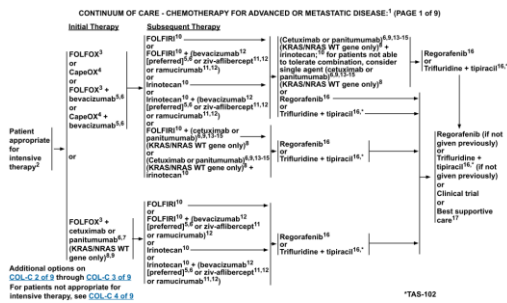 CONTINUUM OF CARE - CHEMOTHERAPY FOR ADVANCED OR METASTATIC DISEASE:1 (PAGE 1 of 9)
Initial Therapy
Subsequent Therapy
Patient
appropriate
for
intensive
therapy2
FOLFOX3
or
CapeOX4
or
FOLFOX3 +
bevacizumab5,6
or
CapeOX4
+ bevacizumab5,6
or
FOLFOX3 +
cetuximab or
panitumumab6,7
(KRAS/NRAS WT
gene only)8,9
FOLFIRI10
or
FOLFIRI10 + (bevacizumab12
[preferred]5,6 or ziv-aflibercept11,12
or ramucirumab11,12)
or
Irinotecan10
or
Irinotecan10 + (bevacizumab12
[preferred]5,6 or ziv-aflibercept11,12
or ramucirumab11,12)
or
FOLFIRI10 + (cetuximab or
panitumumab)6,9,13-15
(KRAS/NRAS WT gene only)8
or
(Cetuximab or panitumumab)6,9,13-15
(KRAS/NRAS WT gene only)8 +
irinotecan10
FOLFIRI10
or
FOLFIRI10 + (bevacizumab12
[preferred]5,6 or ziv-aflibercept11
or ramucirumab)12
or
Irinotecan10
or
Irinotecan10 + (bevacizumab12
[preferred]5,6 or ziv-aflibercept11,12
or ramucirumab11,12)
(Cetuximab or panitumumab)6,9,13-15
(KRAS/NRAS WT gene only)8 +
irinotecan;10 for patients not able
to tolerate combination, consider
single agent (cetuximab or
panitumumab)6,9,13-15
(KRAS/NRAS WT gene only)8
or
Regorafenib16
or
Trifluridine + tipiracil16,*
Regorafenib16
or
Trifluridine + tipiracil16,*
Regorafenib16
or
Trifluridine + tipiracil16,*
Regorafenib16
or
Trifluridine + tipiracil16,*
Regorafenib (if not
given previously)
or
Trifluridine +
tipiracil16,* (if not
given previously)
or
Clinical trial
or
Best supportive
care17
Additional options on
COL-C 2 of 9 through COL-C 3 of 9
For patients not appropriate for
intensive therapy, see COL-C 4 of 9
*TAS-102